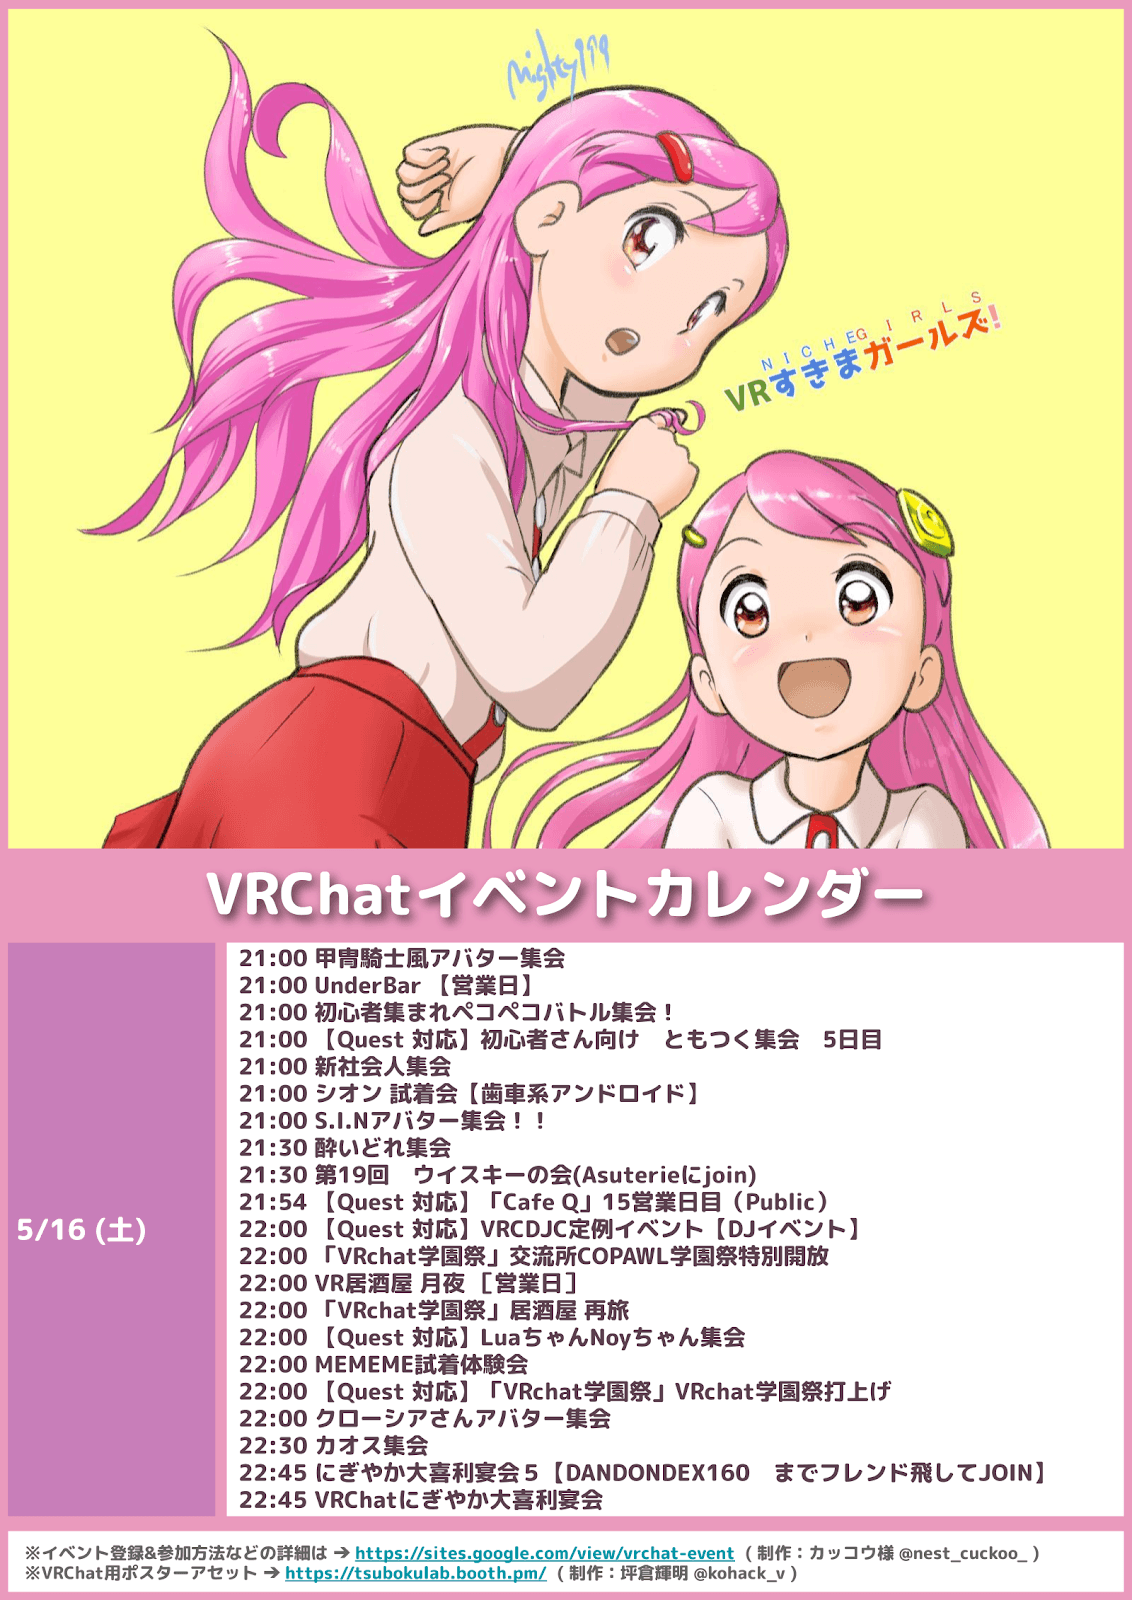 mighty999
NICHE GIRLS
VRすきまガールズ!
VRChatイベントカレンダー
5/16 (土)
21:00 甲冑騎士風アバター集会
21:00 UnderBar 【営業日】
21:00 初心者集まれペコペコバトル集会！
21:00 【Quest 対応】初心者さん向け　ともつく集会　5日目
21:00 新社会人集会
21:00 シオン 試着会【歯車系アンドロイド】
21:00 S.I.Nアバター集会！！
21:30 酔いどれ集会
21:30 第19回　ウイスキーの会(Asuterieにjoin)
21:54 【Quest 対応】「Cafe Q」15営業日目（Public）
22:00 【Quest 対応】VRCDJC定例イベント【DJイベント】
22:00 「VRchat学園祭」交流所COPAWL学園祭特別開放
22:00 VR居酒屋 月夜 ［営業日］
22:00 「VRchat学園祭」居酒屋 再旅
22:00 【Quest 対応】LuaちゃんNoyちゃん集会
22:00 MEMEME試着体験会
22:00 【Quest 対応】「VRchat学園祭」VRchat学園祭打上げ
22:00 クローシアさんアバター集会
22:30 カオス集会
22:45 にぎやか大喜利宴会５【DANDONDEX160　までフレンド飛してJOIN】
22:45 VRChatにぎやか大喜利宴会
※イベント登録&参加方法などの詳細は ➔ https://sites.google.com/view/vrchat-event （ 制作：カッコウ様 @nest_cuckoo_ ）
※VRChat用ポスターアセット ➔ https://tsubokulab.booth.pm/ （ 制作：坪倉輝明 @kohack_v ）